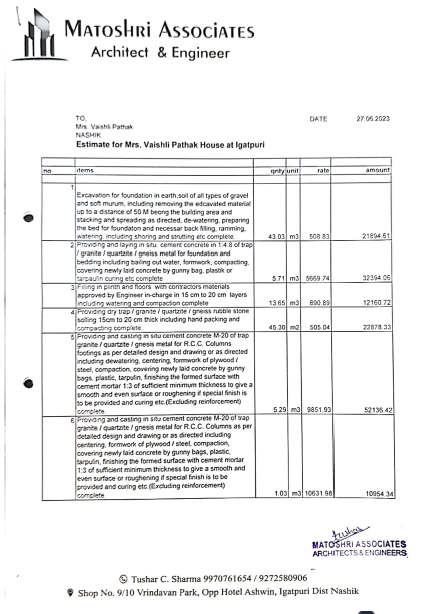 MATOSHRI ASSOCIATES
Architect & Engineer
TO,
DATE 27.05.2023
Mrs. Vaishli Pathak
NASHIK
Estimate for Mrs. Vaishli Pathak House at Igatpuri
no items qnty unit rate amount
1
Excavation for foundation in earth,soil of all types of gravel
and soft murum, including removing the edcavated material
up to a distance of 50 M beong the building area and
stacking and spreading as directed, de-watering, preparing
the bed for foundaton and necessar back filling, ramming,
watering, including shoring and strutting etc complete. 43.03 m3 508.83 21894.61
2 Providing and laying in situ. cement concrete in 1:4:8 of trap
/ granite / quartzite / gneiss metal for foundation and
bedding including bailing out water, formwork, compacting,
covering newly laid concrete by gunny bag, plastik or
tarpaulin curing etc complete 5.71 m3 5669.74 32394.06
3 Filling in plinth and floors with contractors materials
approved by Engineer in-charge in 15 cm to 20 cm layers
including watering and compaction complete 13.65 m3 890.89 12160.72
4 Providing dry trap / granite / quartzite / gneiss rubble stone
solling 15cm to 20 cm thick including hand packing and
compacting complete. 45.30 m2 505.04 22878.33
5 Providing and casting in situ cement concrete M-20 of trap
granite / quartzite / gnesis metal for R.C.C. Columns
footings as per detailed design and drawing or as directed
including dewatering, centering, formwork of plywood /
steel, compaction, covering newly laid concrete by gunny
bags, plastic, tarpulin, finishing the formed surface with
cement mortar 1:3 of sufficient minimum thickness to give a
smooth and even surface or roughening if special finish is
to be provided and curing etc.(Excluding reinforcement)
complete. 5.29 m3 9851.93 52136.42
6 Providing and casting in situ cement concrete M-20 of trap
granite / quartzite / gnesis metal for R.C.C. Columns as per
detailed design and drawing or as directed including
centering, formwork of plywood / steel, compaction,
covering newly laid concrete by gunny bags, plastic,
tarpulin, finishing the formed surface with cement mortar
1:3 of sufficient minimum thickness to give a smooth and
even surface or roughening if special finish is to be
provided and curing etc.(Excluding reinforcement)
complete 1.03 m3 10631.98 10954.34
MATOSHRI ASSOCIATES
ARCHITECTS & ENGINEERS
Tushar C. Sharma 9970761654 / 9272580906
Shop No. 9/10 Vrindavan Park, Opp Hotel Ashwin, Igatpuri Dist Nashik